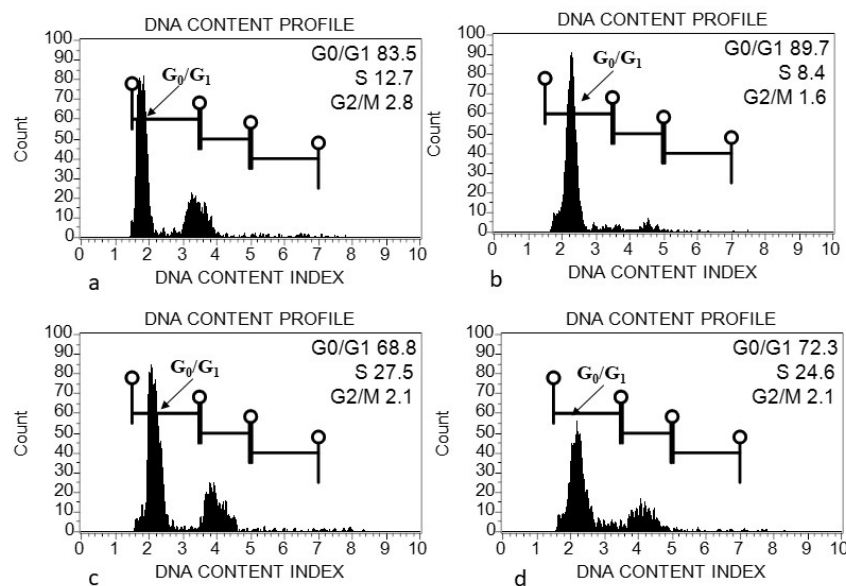 DNA CONTENT PROFILE
G0/G1 83.5
S 12.7
G2/M 2.8
G₀/G₁
Count
100
90
80
70
60
50
40
30
20
10
0
0 1 2 3 4 5 6 7 8 9 10
DNA CONTENT INDEX
a
DNA CONTENT PROFILE
G0/G1 89.7
S 8.4
G2/M 1.6
G₀/G₁
Count
100
90
80
70
60
50
40
30
20
10
0
0 1 2 3 4 5 6 7 8 9 10
DNA CONTENT INDEX
b
DNA CONTENT PROFILE
G0/G1 68.8
S 27.5
G2/M 2.1
G₀/G₁
Count
100
90
80
70
60
50
40
30
20
10
0
0 1 2 3 4 5 6 7 8 9 10
DNA CONTENT INDEX
c
DNA CONTENT PROFILE
G0/G1 72.3
S 24.6
G2/M 2.1
G₀/G₁
Count
100
90
80
70
60
50
40
30
20
10
0
0 1 2 3 4 5 6 7 8 9 10
DNA CONTENT INDEX
d